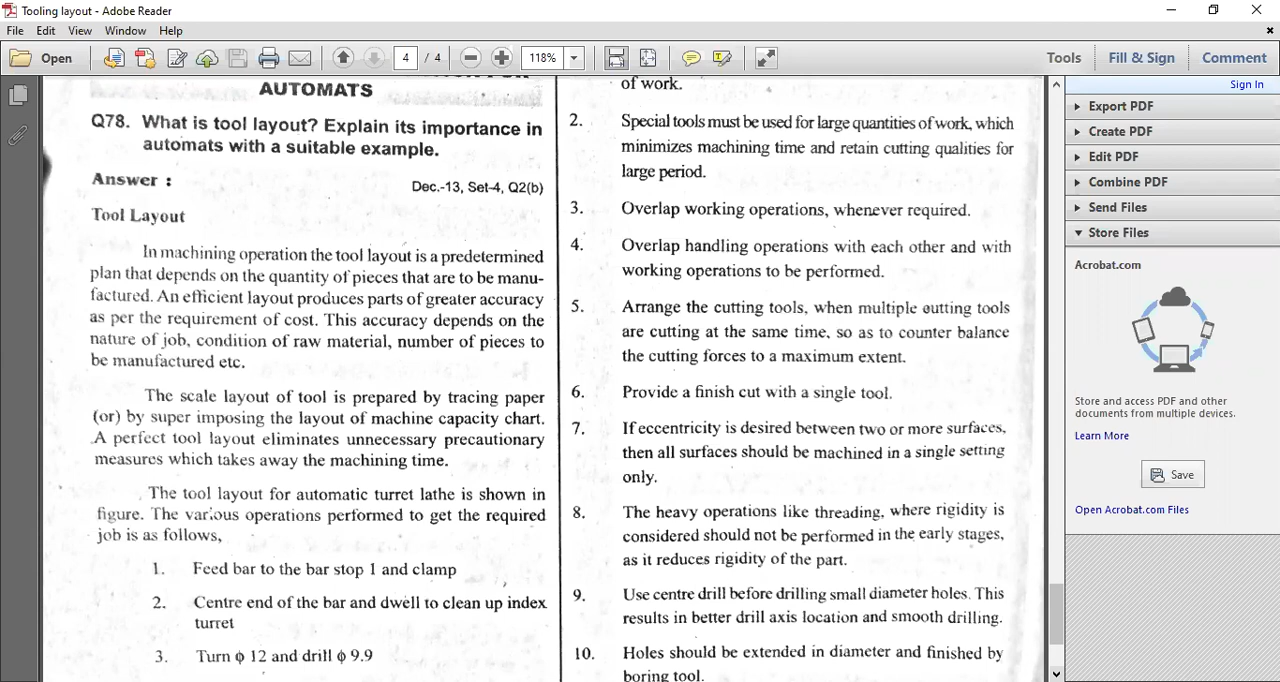 Tooling layout - Adobe Reader
File Edit View Window Help
Open 4 / 4 118% Tools Fill & Sign Comment
AUTOMATS
Q78. What is tool layout? Explain its importance in
automats with a suitable example.
Answer :
Dec.-13, Set-4, Q2(b)
Tool Layout
In machining operation the tool layout is a predetermined
plan that depends on the quantity of pieces that are to be manu-
factured. An efficient layout produces parts of greater accuracy
as per the requirement of cost. This accuracy depends on the
nature of job, condition of raw material, number of pieces to
be manufactured etc.
The scale layout of tool is prepared by tracing paper
(or) by super imposing the layout of machine capacity chart.
A perfect tool layout eliminates unnecessary precautionary
measures which takes away the machining time.
The tool layout for automatic turret lathe is shown in
figure. The various operations performed to get the required
job is as follows,
1. Feed bar to the bar stop 1 and clamp
2. Centre end of the bar and dwell to clean up index
turret
3. Turn ϕ 12 and drill ϕ 9.9
of work.
2. Special tools must be used for large quantities of work, which
minimizes machining time and retain cutting qualities for
large period.
3. Overlap working operations, whenever required.
4. Overlap handling operations with each other and with
working operations to be performed.
5. Arrange the cutting tools, when multiple cutting tools
are cutting at the same time, so as to counter balance
the cutting forces to a maximum extent.
6. Provide a finish cut with a single tool.
7. If eccentricity is desired between two or more surfaces,
then all surfaces should be machined in a single setting
only.
8. The heavy operations like threading, where rigidity is
considered should not be performed in the early stages,
as it reduces rigidity of the part.
9. Use centre drill before drilling small diameter holes. This
results in better drill axis location and smooth drilling.
10. Holes should be extended in diameter and finished by
boring tool.
Sign In
Export PDF
Create PDF
Edit PDF
Combine PDF
Send Files
Store Files
Acrobat.com
Store and access PDF and other
documents from multiple devices.
Learn More
Save
Open Acrobat.com Files